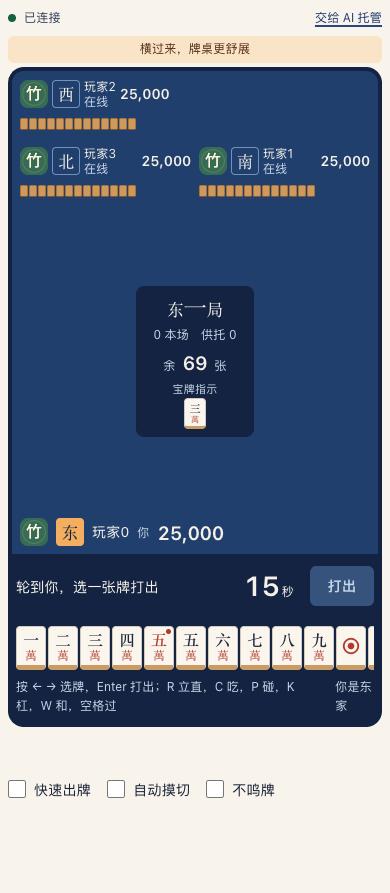 已连接
交给 AI 托管
横过来，牌桌更舒展
竹 西 玩家2 在线 25,000
竹 北 玩家3 在线 25,000
竹 南 玩家1 在线 25,000
东一局
0 本场 供托 0
余 69 张
宝牌指示
三萬
竹 东 玩家0 你 25,000
轮到你，选一张牌打出
15秒
打出
一萬 二萬 三萬 四萬 五萬 五萬 六萬 七萬 八萬 九萬
按 ← → 选牌，Enter 打出；R 立直，C 吃，P 碰，K
杠，W 和，空格过
你是东
家
快速出牌 自动摸切 不鸣牌